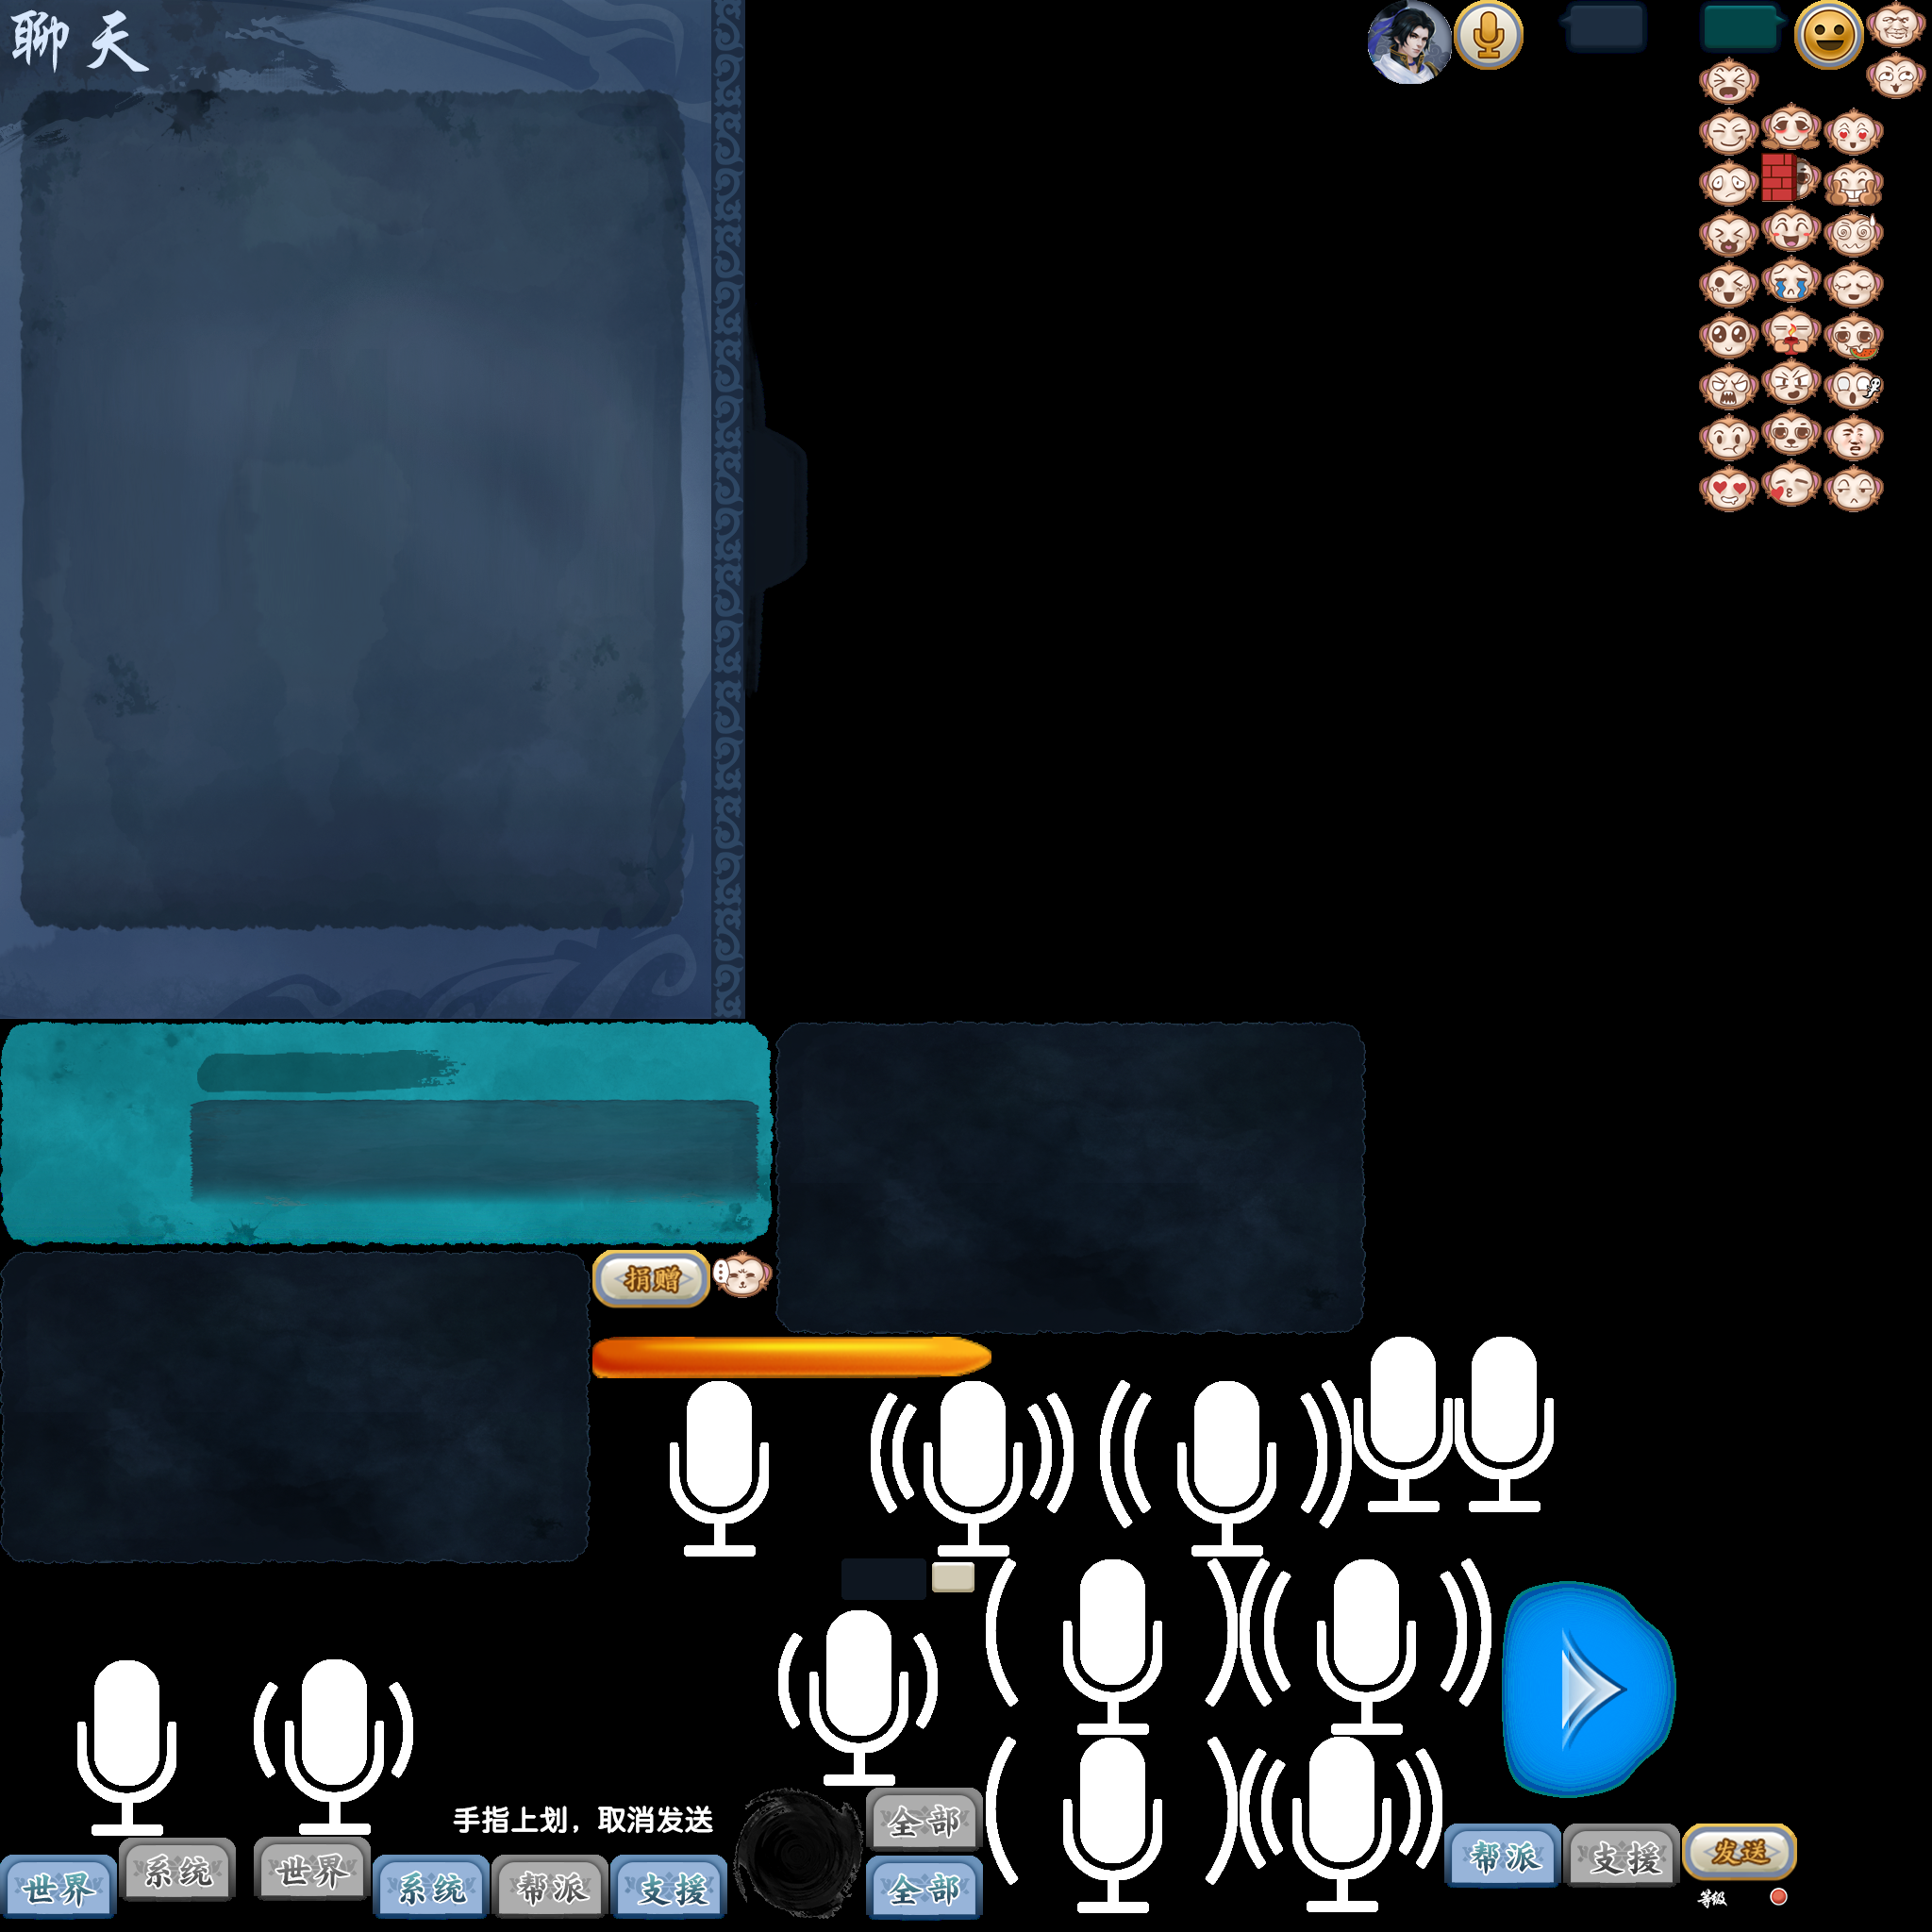 聊天
捐赠
手指上划，取消发送
全部
系统
世界
帮派
支援
发送
世界
系统
帮派
支援
全部
等级